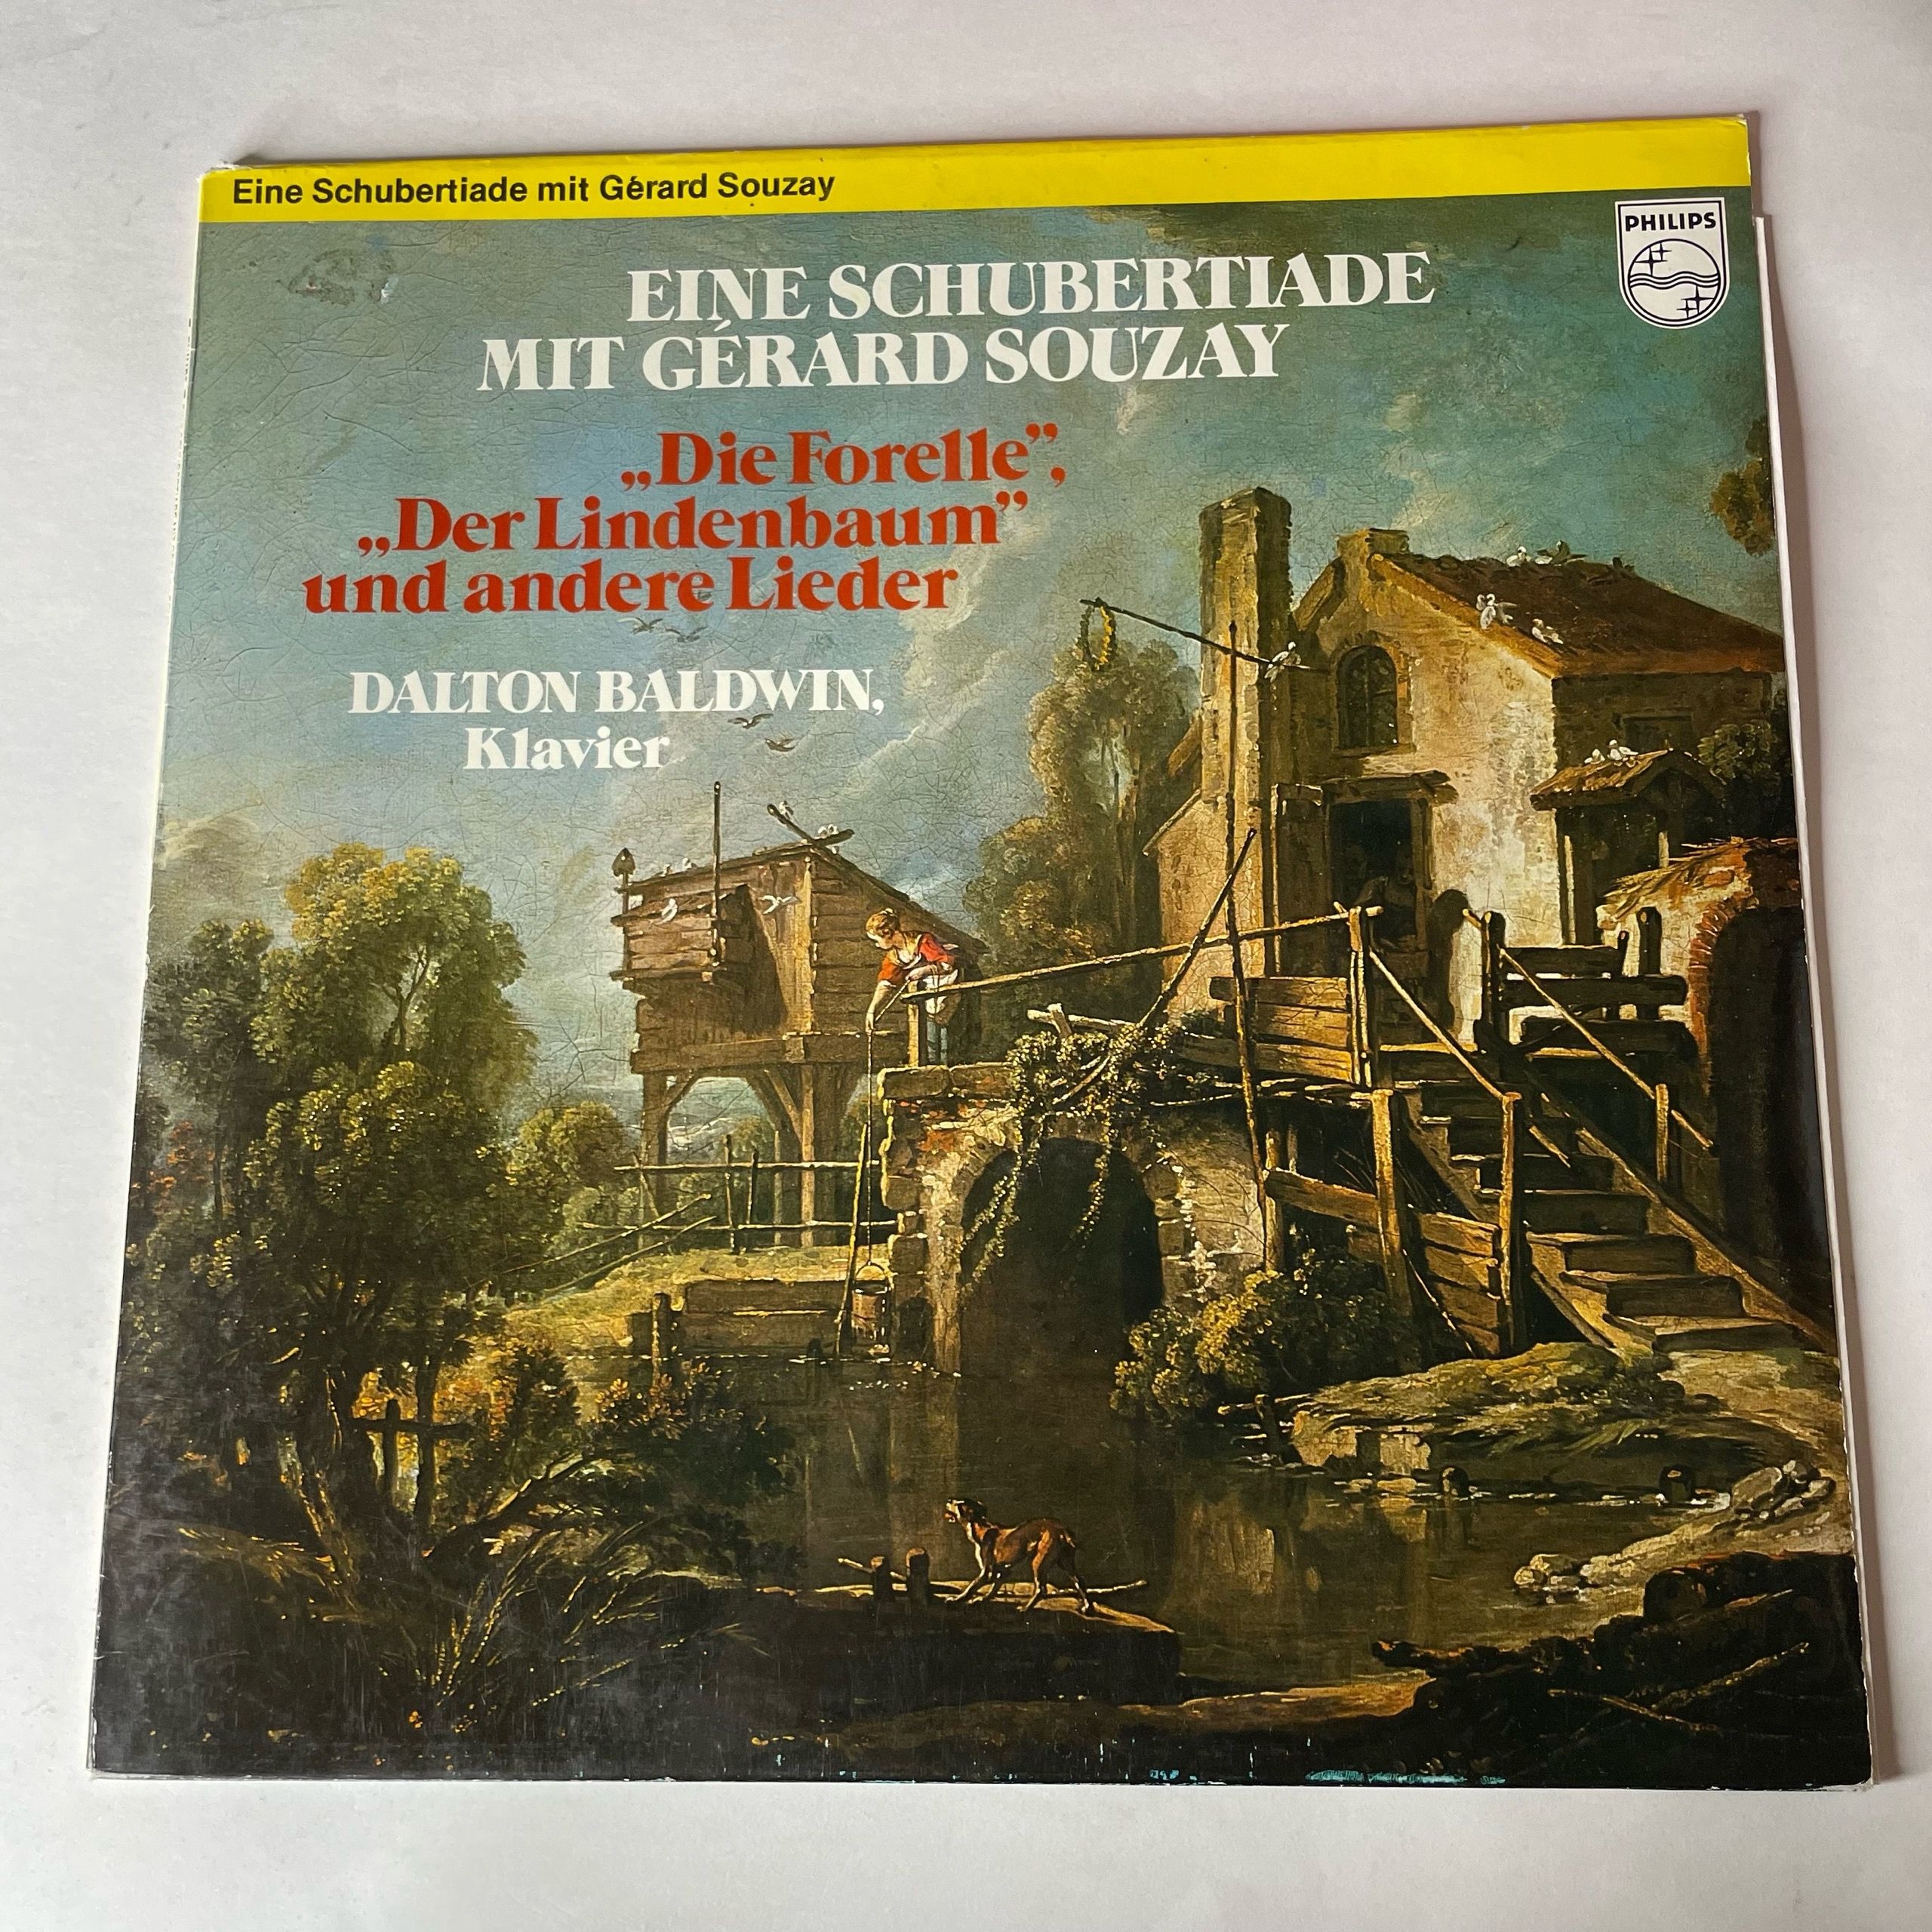 Eine Schubertiade mit Gérard Souzay
PHILIPS
EINE SCHUBERTIADE
MIT GÉRARD SOUZAY
„Die Forelle”,
„Der Lindenbaum”
und andere Lieder
DALTON BALDWIN,
Klavier